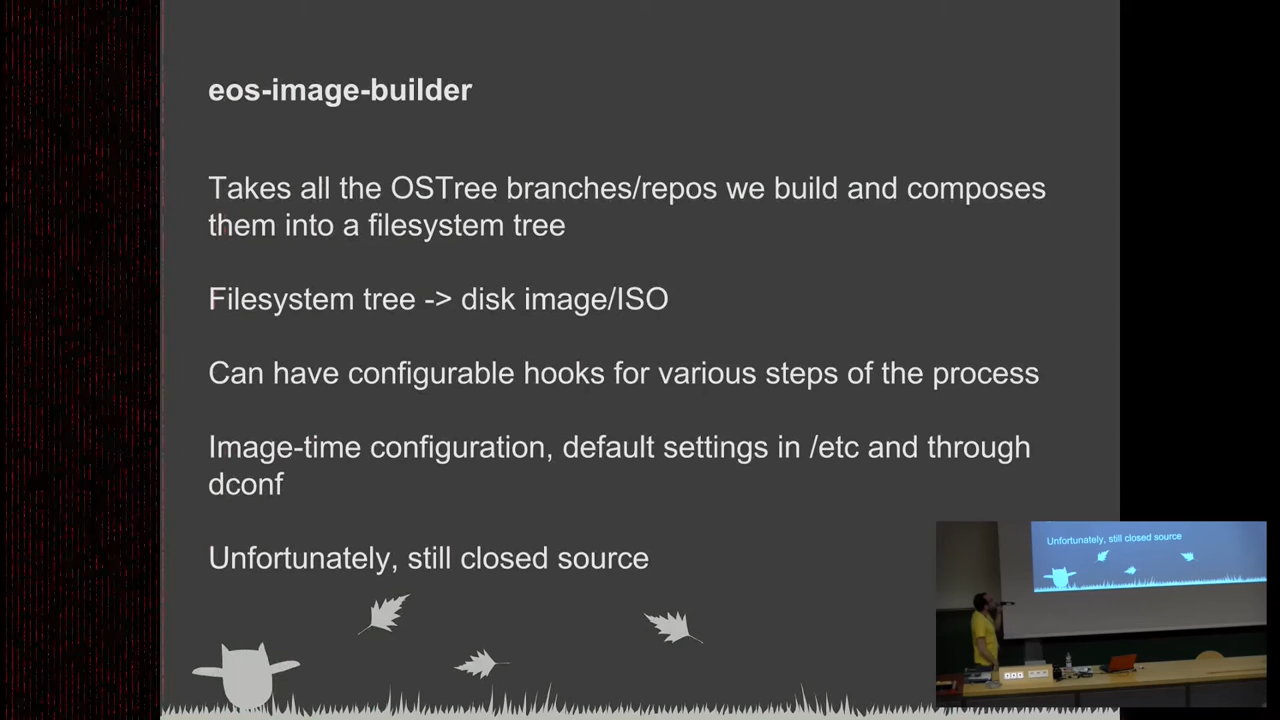 eos-image-builder
Takes all the OSTree branches/repos we build and composes
them into a filesystem tree
Filesystem tree -> disk image/ISO
Can have configurable hooks for various steps of the process
Image-time configuration, default settings in /etc and through
dconf
Unfortunately, still closed source
Unfortunately, still closed source